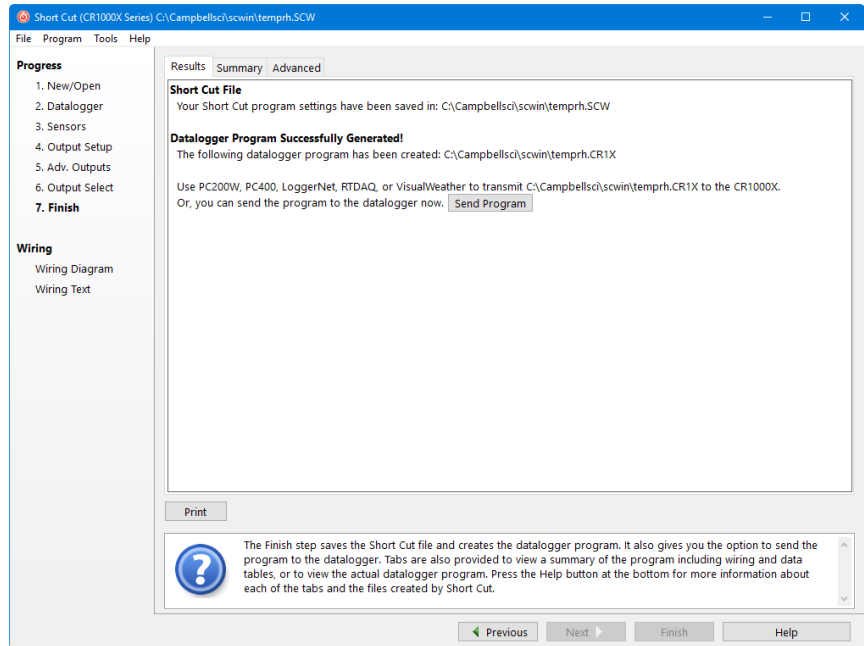 Short Cut (CR1000X Series) C:\Campbellsci\scwin\temprh.SCW
File Program Tools Help
Progress
1. New/Open
2. Datalogger
3. Sensors
4. Output Setup
5. Adv. Outputs
6. Output Select
7. Finish
Wiring
Wiring Diagram
Wiring Text
Results Summary Advanced
Short Cut File
Your Short Cut program settings have been saved in: C:\Campbellsci\scwin\temprh.SCW
Datalogger Program Successfully Generated!
The following datalogger program has been created: C:\Campbellsci\scwin\temprh.CR1X
Use PC200W, PC400, LoggerNet, RTDAQ, or VisualWeather to transmit C:\Campbellsci\scwin\temprh.CR1X to the CR1000X.
Or, you can send the program to the datalogger now. Send Program
Print
The Finish step saves the Short Cut file and creates the datalogger program. It also gives you the option to send the
program to the datalogger. Tabs are also provided to view a summary of the program including wiring and data
tables, or to view the actual datalogger program. Press the Help button at the bottom for more information about
each of the tabs and the files created by Short Cut.
Previous Next Finish Help